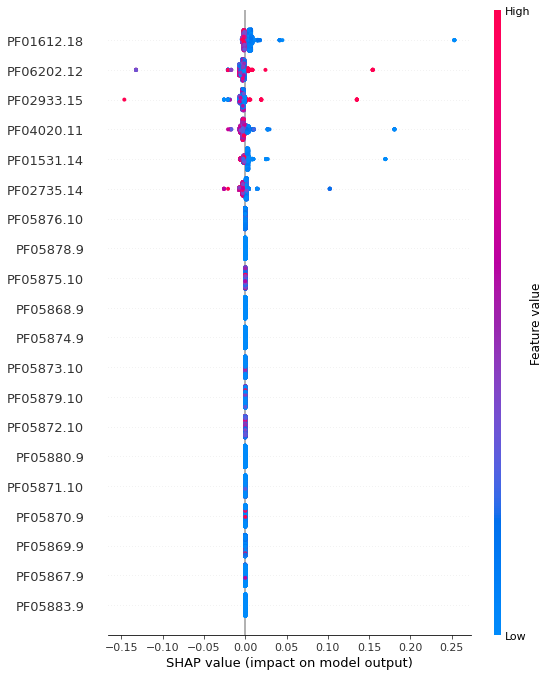 High
PF01612.18
PF06202.12
PF02933.15
PF04020.11
PF01531.14
PF02735.14
PF05876.10
PF05878.9
PF05875.10
PF05868.9
PF05874.9
PF05873.10
PF05879.10
PF05872.10
PF05880.9
PF05871.10
PF05870.9
PF05869.9
PF05867.9
PF05883.9
Feature value
Low
−0.15 −0.10 −0.05 0.00 0.05 0.10 0.15 0.20 0.25
SHAP value (impact on model output)